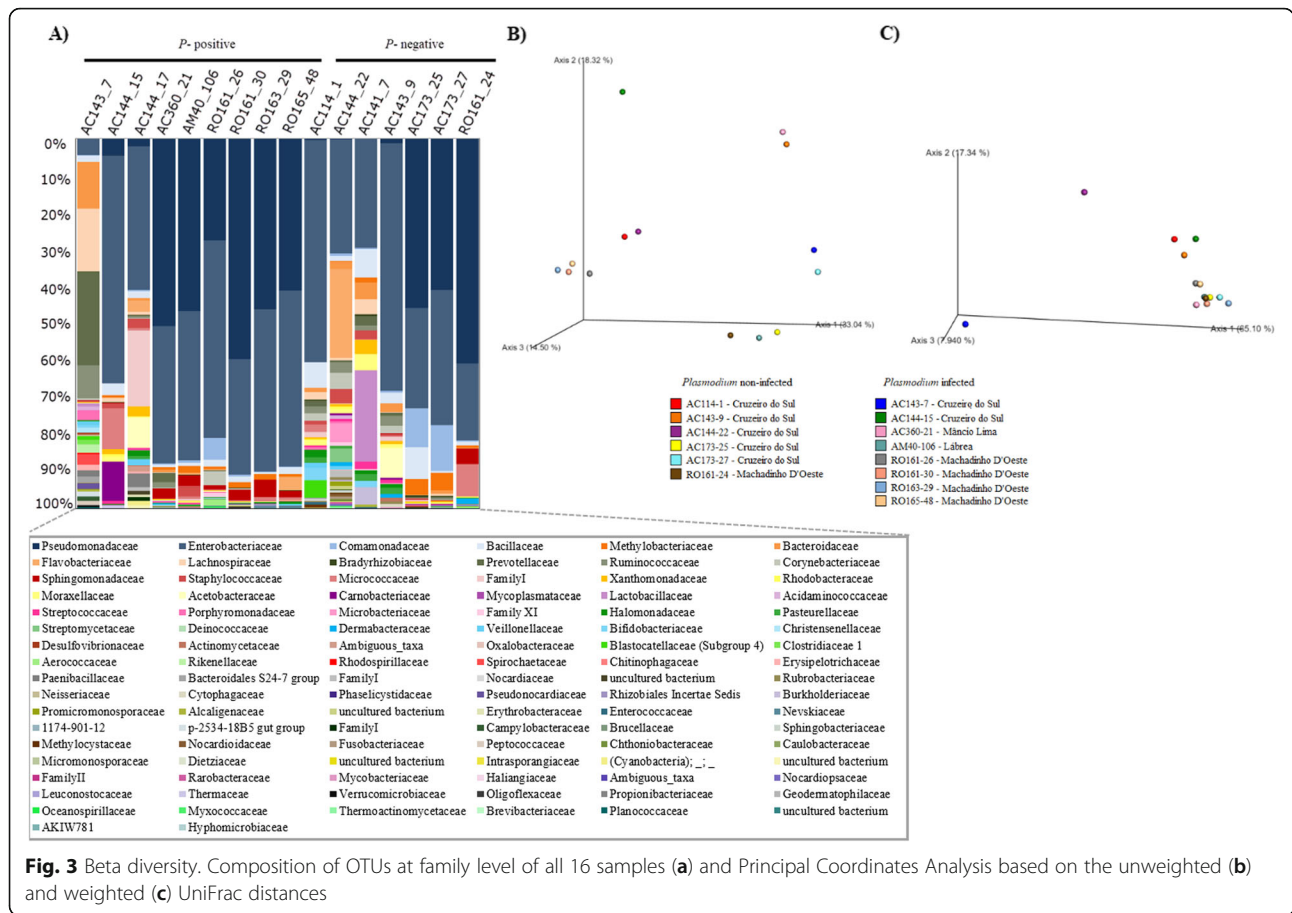 A)
P- positive
P- negative
AC143_7
AC144_15
AC144_17
AC360_21
AM40_106
RO161_26
RO161_30
RO163_29
RO165_48
AC114_1
AC144_22
AC141_7
AC143_9
AC173_25
AC173_27
RO161_24
0%
10%
20%
30%
40%
50%
60%
70%
80%
90%
100%
B)
Axis 2 (18.32 %)
Axis 1 (33.04 %)
Axis 3 (14.50 %)
C)
Axis 2 (17.34 %)
Axis 1 (65.10 %)
Axis 3 (7.940 %)
Plasmodium non-infected
AC114-1 - Cruzeiro do Sul
AC143-9 - Cruzeiro do Sul
AC144-22 - Cruzeiro do Sul
AC173-25 - Cruzeiro do Sul
AC173-27 - Cruzeiro do Sul
RO161-24 - Machadinho D'Oeste
Plasmodium infected
AC143-7 - Cruzeiro do Sul
AC144-15 - Cruzeiro do Sul
AC360-21 - Mâncio Lima
AM40-106 - Lábrea
RO161-26 - Machadinho D'Oeste
RO161-30 - Machadinho D'Oeste
RO163-29 - Machadinho D'Oeste
RO165-48 - Machadinho D'Oeste
Pseudomonadaceae Enterobacteriaceae Comamonadaceae Bacillaceae Methylobacteriaceae Bacteroidaceae
Flavobacteriaceae Lachnospiraceae Bradyrhizobiaceae Prevotellaceae Ruminococcaceae Corynebacteriaceae
Sphingomonadaceae Staphylococcaceae Micrococcaceae FamilyI Xanthomonadaceae Rhodobacteraceae
Moraxellaceae Acetobacteraceae Carnobacteriaceae Mycoplasmataceae Lactobacillaceae Acidaminococcaceae
Streptococcaceae Porphyromonadaceae Microbacteriaceae Family XI Halomonadaceae Pasteurellaceae
Streptomycetaceae Deinococcaceae Dermabacteraceae Veillonellaceae Bifidobacteriaceae Christensenellaceae
Desulfovibrionaceae Actinomycetaceae Ambiguous_taxa Oxalobacteraceae Blastocatellaceae (Subgroup 4) Clostridiaceae 1
Aerococcaceae Rikenellaceae Rhodospirillaceae Spirochaetaceae Chitinophagaceae Erysipelotrichaceae
Paenibacillaceae Bacteroidales S24-7 group FamilyI Nocardiaceae uncultured bacterium Rubrobacteriaceae
Neisseriaceae Cytophagaceae Phaselicystidaceae Pseudonocardiaceae Rhizobiales Incertae Sedis Burkholderiaceae
Promicromonosporaceae Alcaligenaceae uncultured bacterium Erythrobacteraceae Enterococcaceae Nevskiaceae
1174-901-12 p-2534-18B5 gut group FamilyI Campylobacteraceae Brucellaceae Sphingobacteriaceae
Methylocystaceae Nocardioidaceae Fusobacteriaceae Peptococcaceae Chthoniobacteraceae Caulobacteraceae
Micromonosporaceae Dietziaceae uncultured bacterium Intrasporangiaceae (Cyanobacteria); _; _ uncultured bacterium
FamilyII Rarobacteraceae Mycobacteriaceae Haliangiaceae Ambiguous_taxa Nocardiopsaceae
Leuconostocaceae Thermaceae Verrucomicrobiaceae Oligoflexaceae Propionibacteriaceae Geodermatophilaceae
Oceanospirillaceae Myxococcaceae Thermoactinomycetaceae Brevibacteriaceae Planococcaceae uncultured bacterium
AKIW781 Hyphomicrobiaceae
Fig. 3 Beta diversity. Composition of OTUs at family level of all 16 samples (a) and Principal Coordinates Analysis based on the unweighted (b)
and weighted (c) UniFrac distances